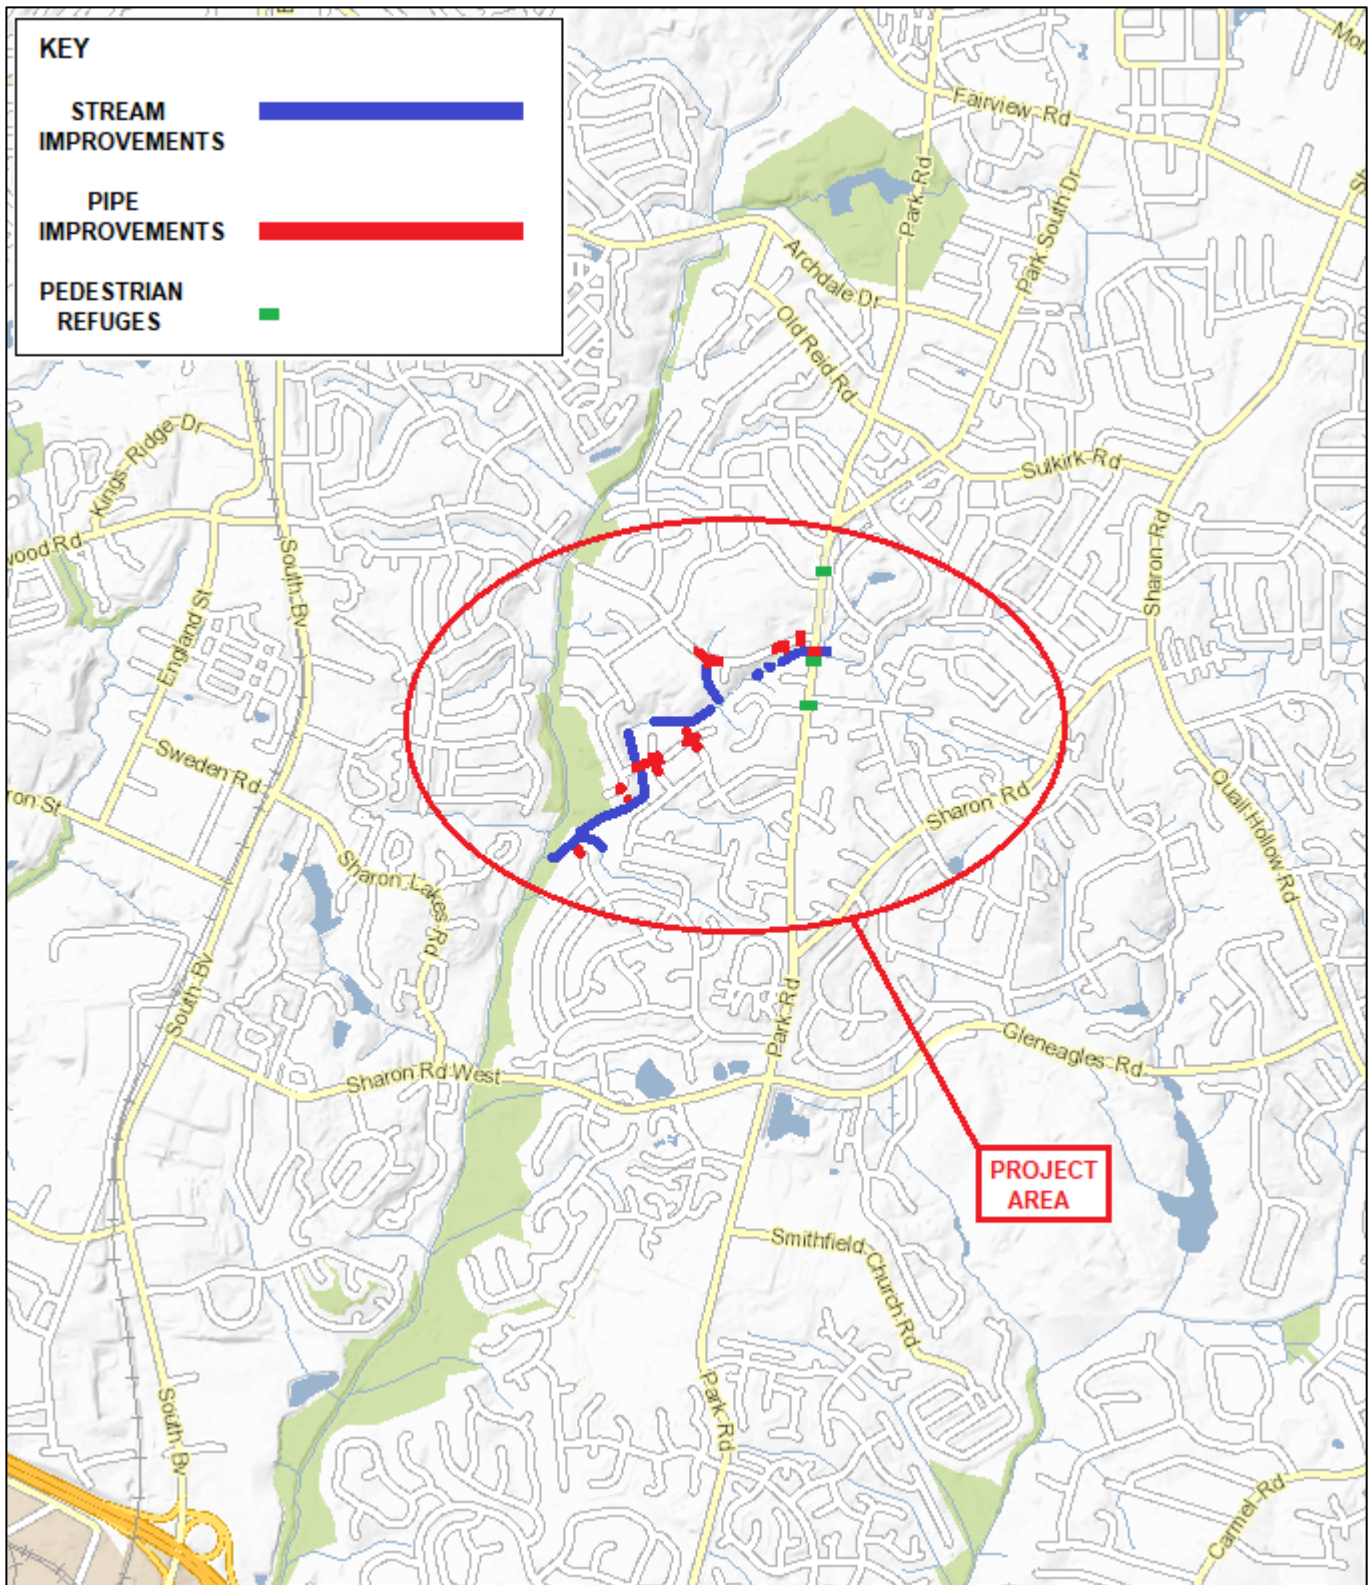 KEY
STREAM
IMPROVEMENTS
PIPE
IMPROVEMENTS
PEDESTRIAN
REFUGES
Fairview Rd
Park Rd
Park South Dr
Archdale Dr
Old Reid Rd
Sulkirk Rd
Kings Ridge Dr
wood Rd
South Bv
England St
Sharon Rd
Sweden Rd
ron St
Quail Hollow Rd
Sharon Rd
Sharon Lakes Rd
South Bv
Park Rd
Gleneagles Rd
Sharon Rd West
PROJECT
AREA
Smithfield Church Rd
South Bv
Park Rd
Carmel Rd